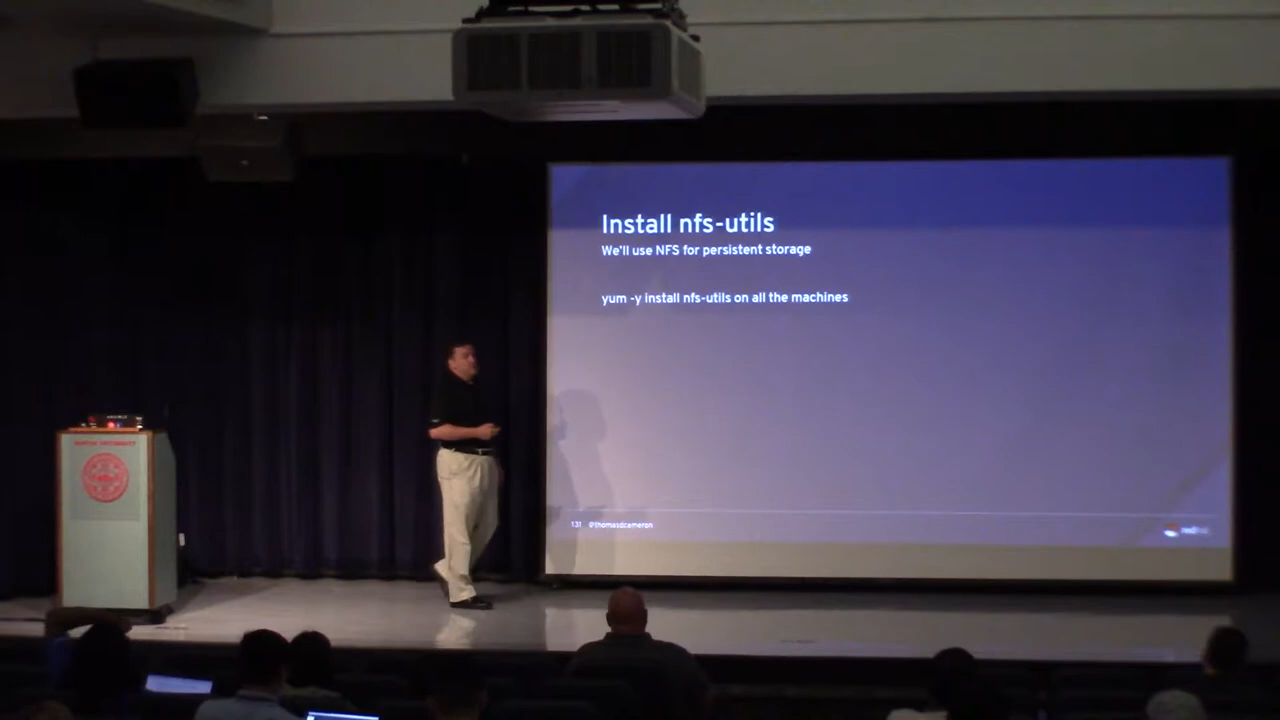 Install nfs-utils
We'll use NFS for persistent storage
yum -y install nfs-utils on all the machines
131 @thomasdcameron